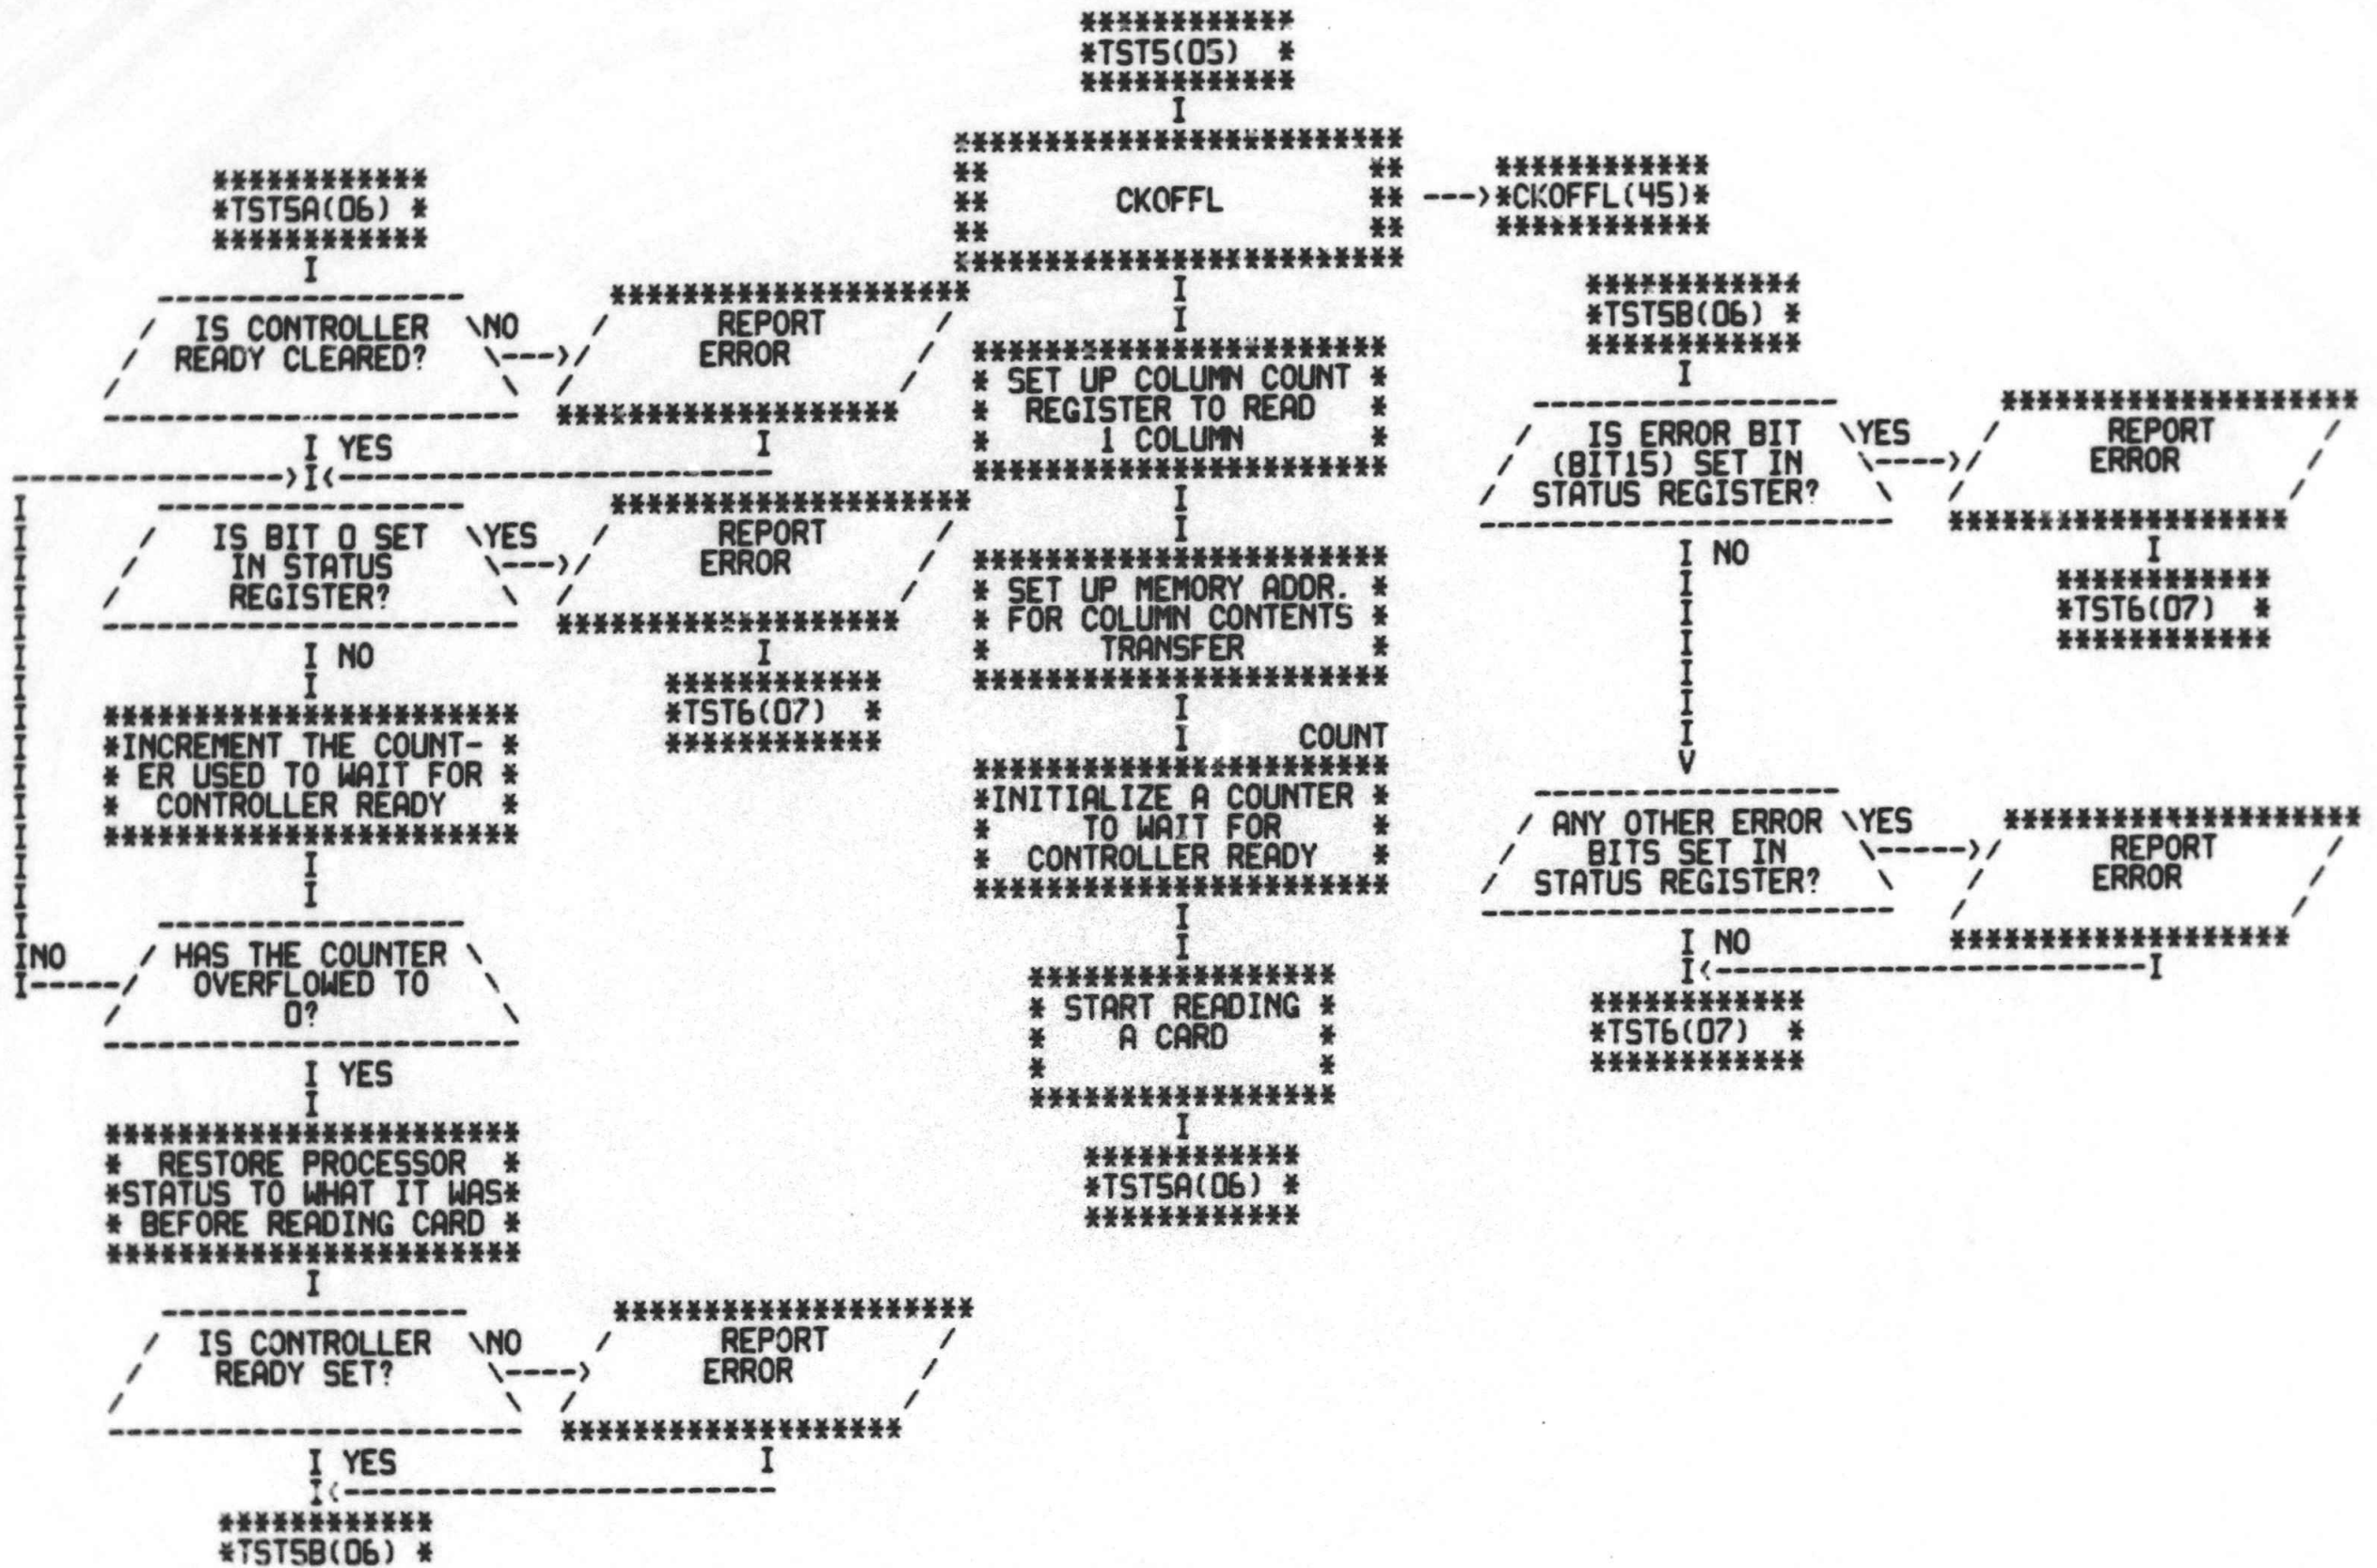 *TST5(05) *
CKOFFL
--->*CKOFFL(45)*
SET UP COLUMN COUNT
REGISTER TO READ
1 COLUMN
SET UP MEMORY ADDR.
FOR COLUMN CONTENTS
TRANSFER
COUNT
INITIALIZE A COUNTER
TO WAIT FOR
CONTROLLER READY
START READING
A CARD
*TST5A(06) *
*TST5A(06) *
IS CONTROLLER
READY CLEARED?
NO
REPORT
ERROR
YES
IS BIT 0 SET
IN STATUS
REGISTER?
YES
REPORT
ERROR
*TST6(07) *
NO
INCREMENT THE COUNT-
ER USED TO WAIT FOR
CONTROLLER READY
HAS THE COUNTER
OVERFLOWED TO
0?
NO
YES
RESTORE PROCESSOR
STATUS TO WHAT IT WAS
BEFORE READING CARD
IS CONTROLLER
READY SET?
NO
REPORT
ERROR
YES
*TST5B(06) *
*TST5B(06) *
IS ERROR BIT
(BIT15) SET IN
STATUS REGISTER?
YES
REPORT
ERROR
*TST6(07) *
NO
ANY OTHER ERROR
BITS SET IN
STATUS REGISTER?
YES
REPORT
ERROR
NO
*TST6(07) *